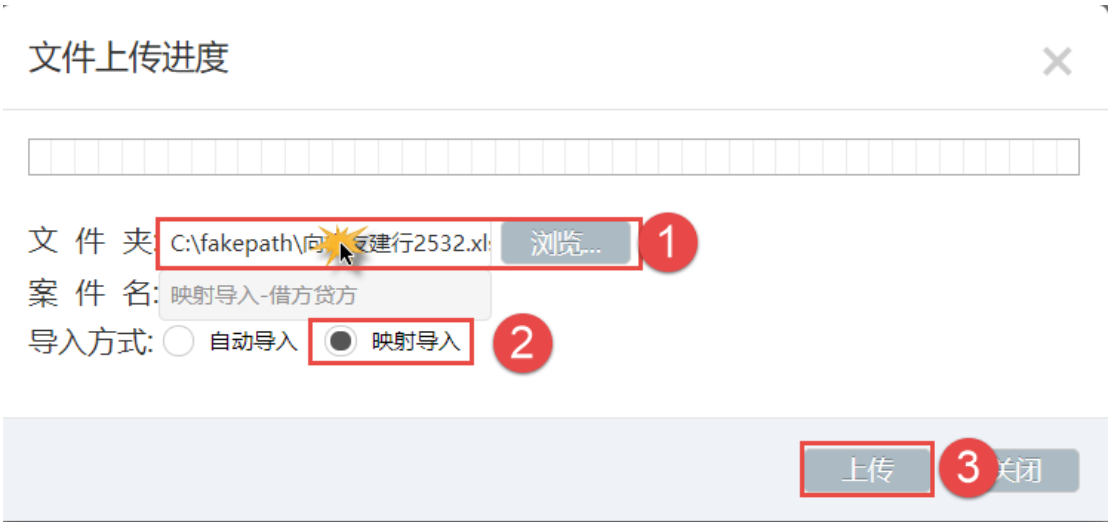 文件上传进度
文 件 夹: C:\fakepath\向 建行2532.xl 浏览... 1
案 件 名: 映射导入-借方贷方
导入方式: 自动导入 映射导入 2
上传 3 关闭